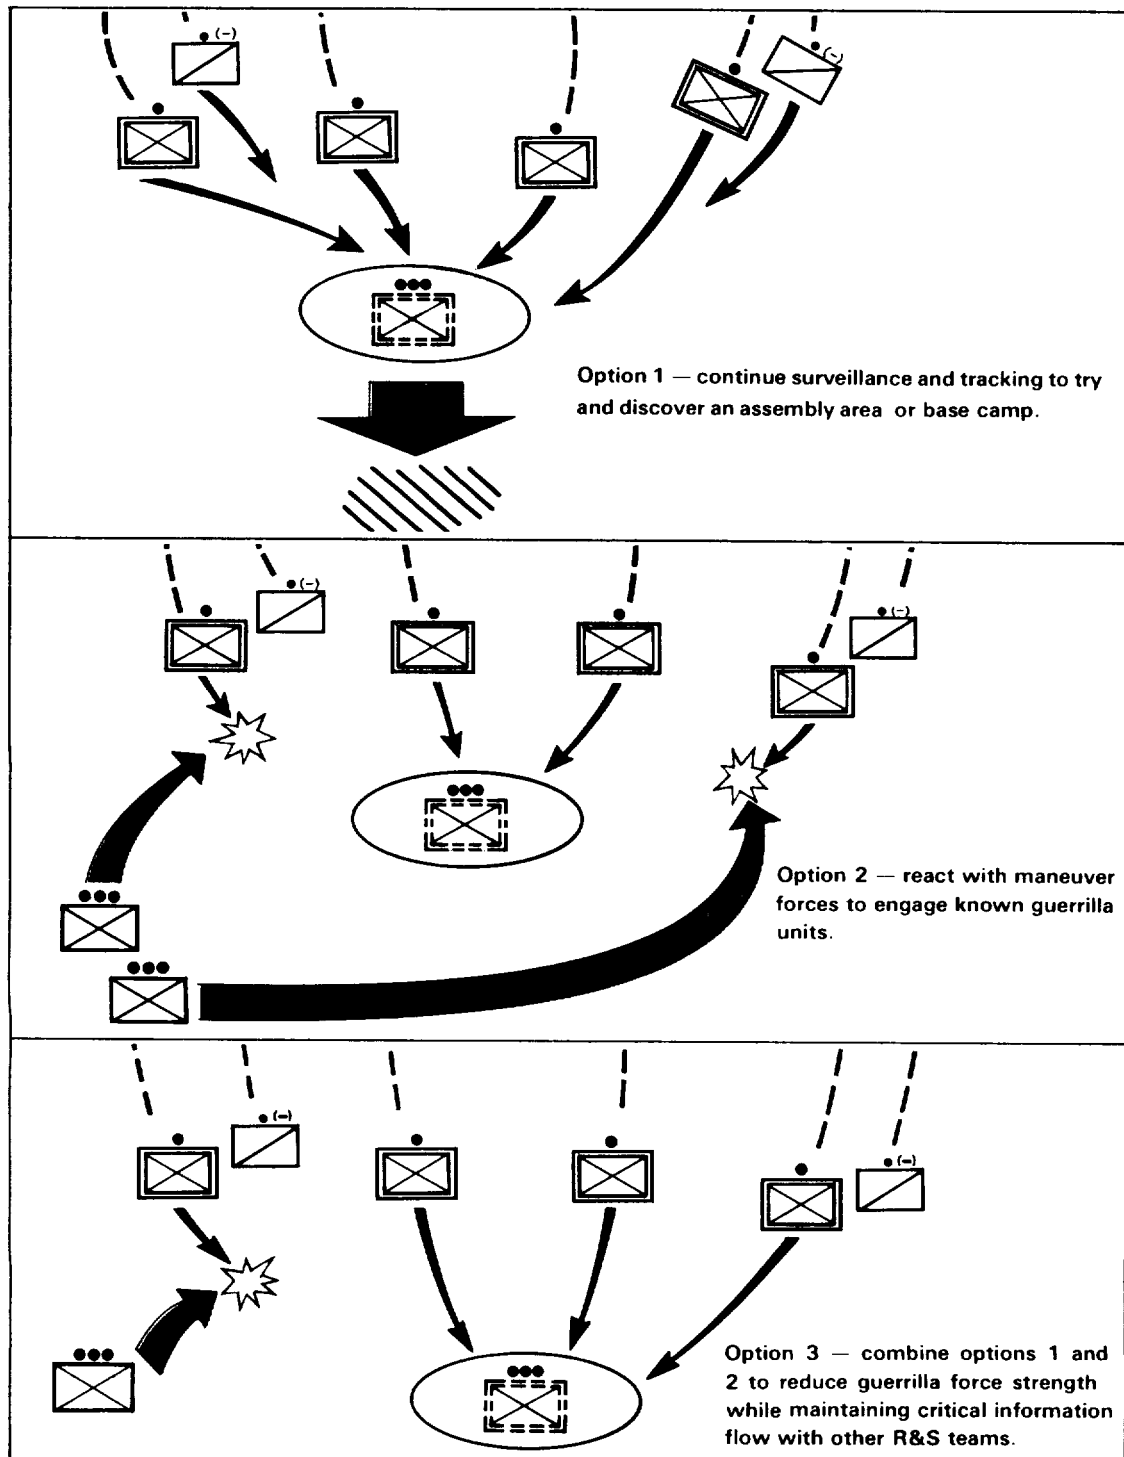 (-)
(-)
Option 1 — continue surveillance and tracking to try
and discover an assembly area or base camp.
(-)
(-)
Option 2 — react with maneuver
forces to engage known guerrilla
units.
(-)
(-)
Option 3 — combine options 1 and
2 to reduce guerrilla force strength
while maintaining critical information
flow with other R&S teams.